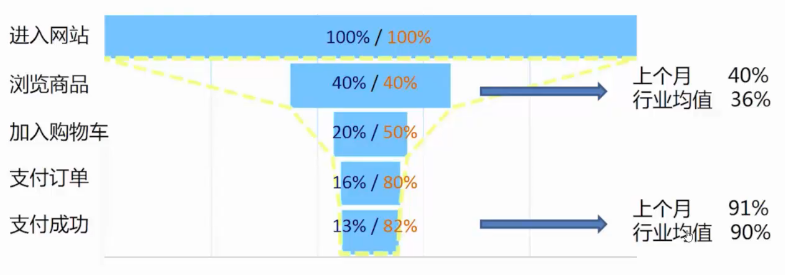 进入网站 100% / 100%
浏览商品 40% / 40% 上个月 40%
行业均值 36%
加入购物车 20% / 50%
支付订单 16% / 80%
支付成功 13% / 82% 上个月 91%
行业均值 90%